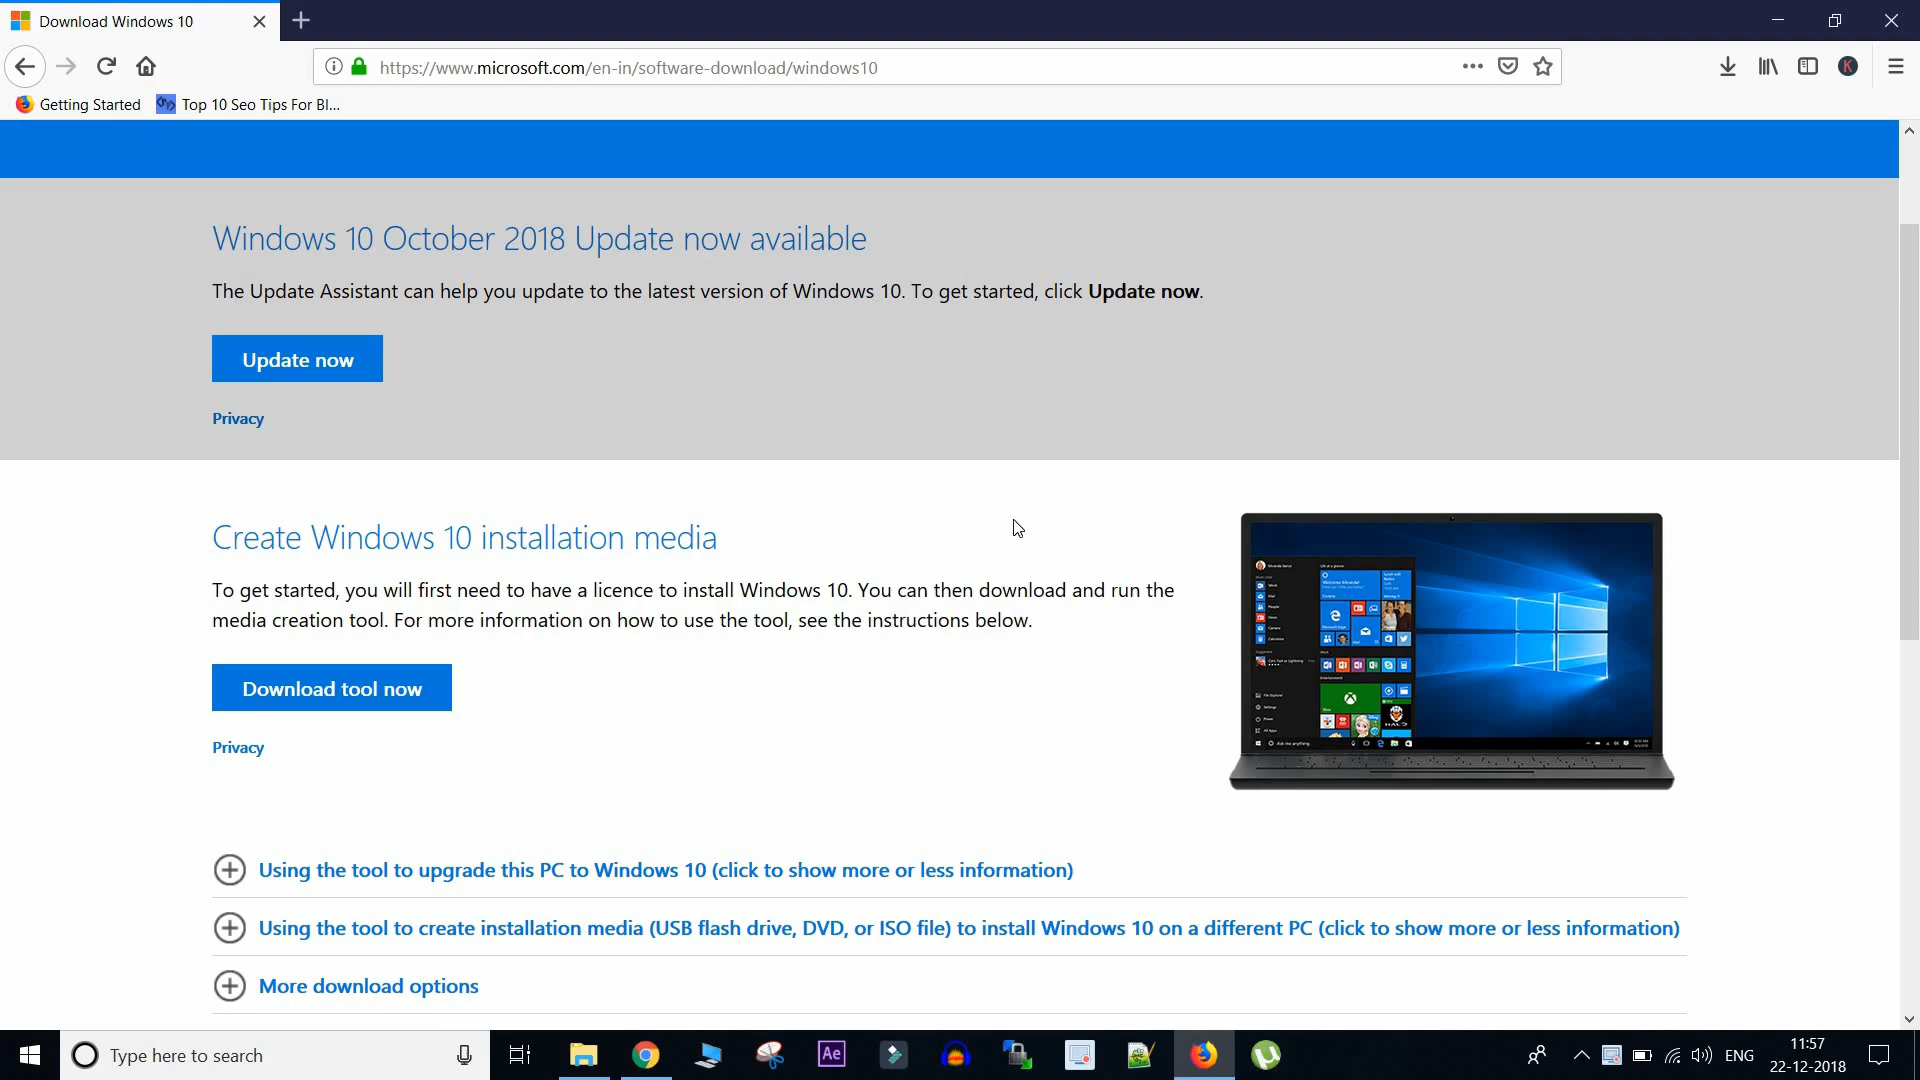 Download Windows 10
https://www.microsoft.com/en-in/software-download/windows10
K
Getting Started
Top 10 Seo Tips For Bl...
Windows 10 October 2018 Update now available
The Update Assistant can help you update to the latest version of Windows 10. To get started, click Update now.
Update now
Privacy
Create Windows 10 installation media
To get started, you will first need to have a licence to install Windows 10. You can then download and run the
media creation tool. For more information on how to use the tool, see the instructions below.
Download tool now
Privacy
Using the tool to upgrade this PC to Windows 10 (click to show more or less information)
Using the tool to create installation media (USB flash drive, DVD, or ISO file) to install Windows 10 on a different PC (click to show more or less information)
More download options
Type here to search
Ae
ENG
11:57
22-12-2018